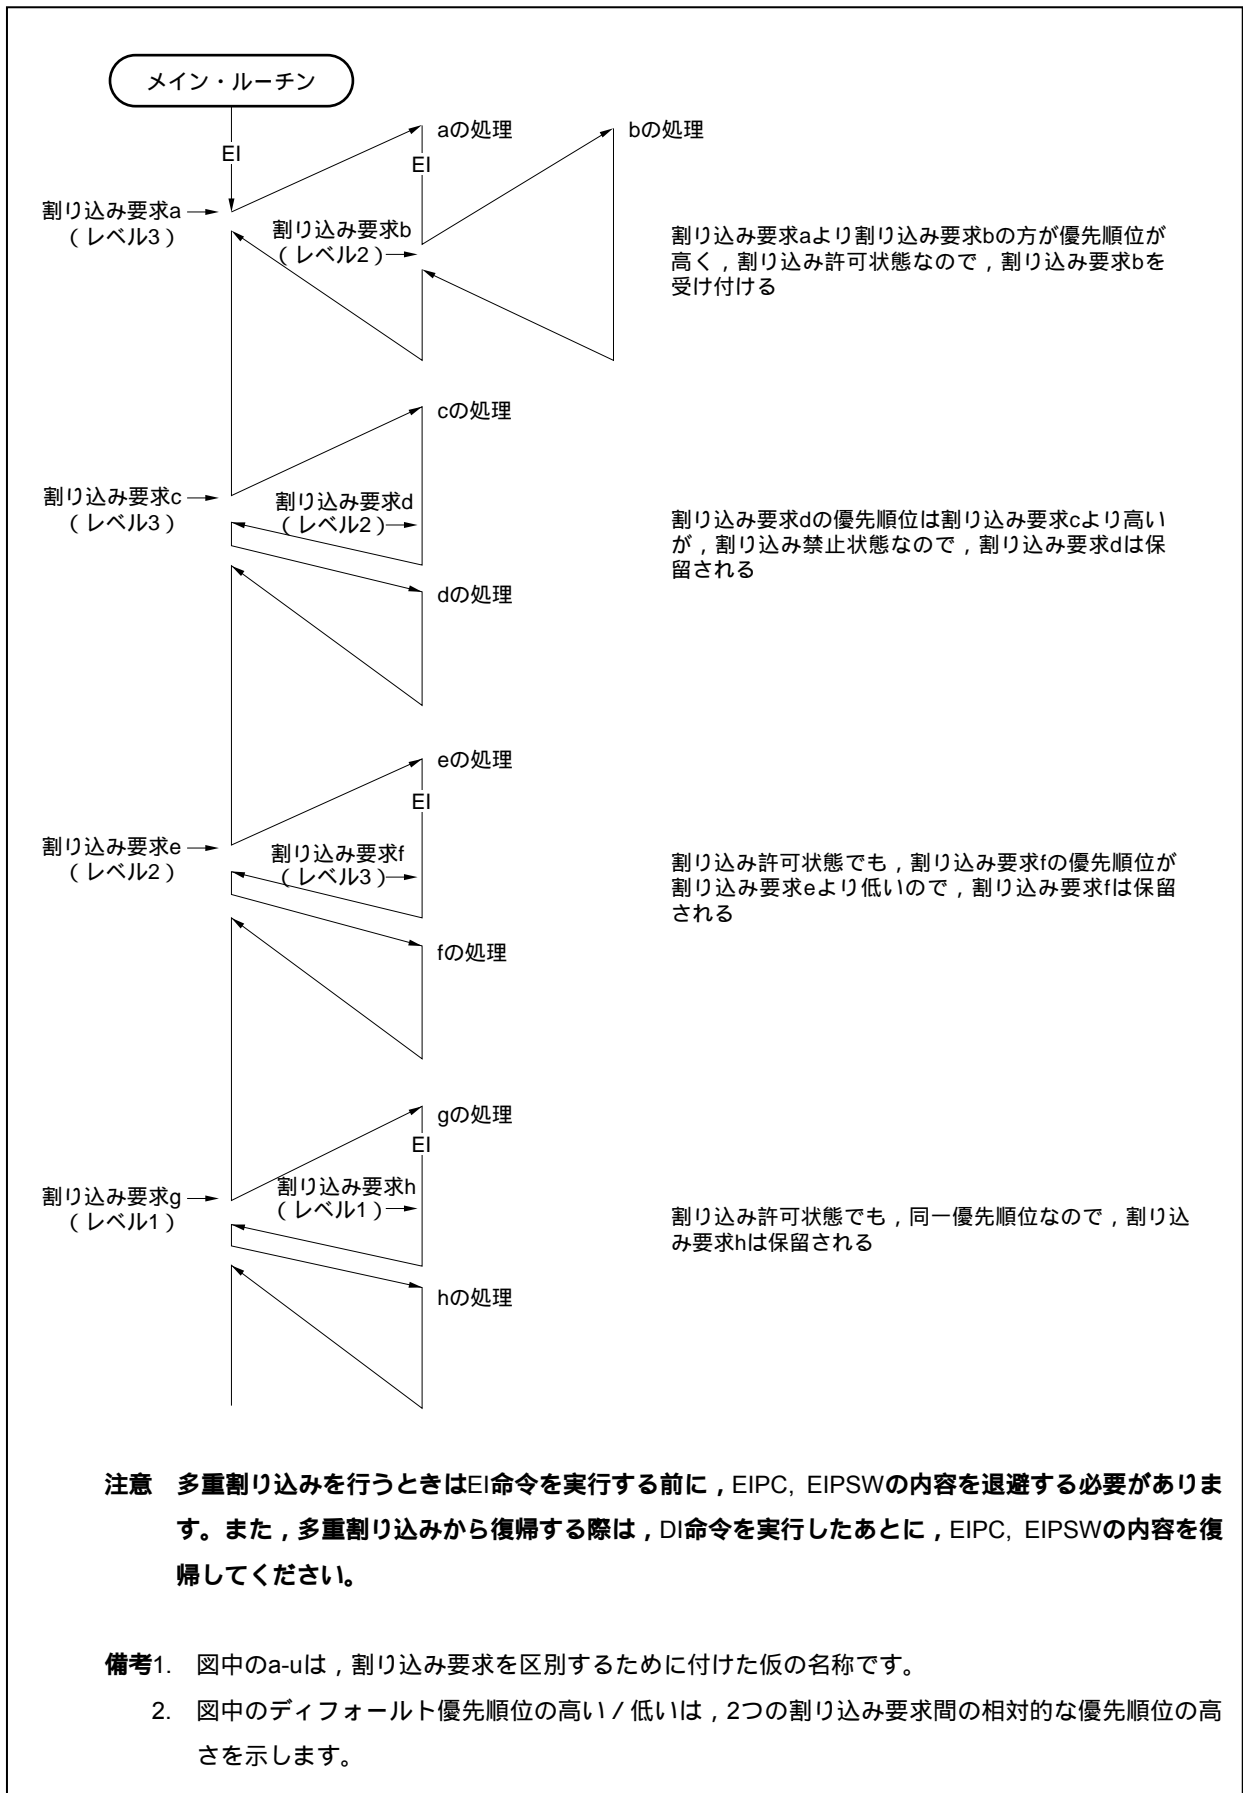 メイン・ルーチン
EI
aの処理
EI
bの処理
割り込み要求a
（レベル3）
割り込み要求b
（レベル2）
割り込み要求aより割り込み要求bの方が優先順位が
高く，割り込み許可状態なので，割り込み要求bを
受け付ける
cの処理
割り込み要求c
（レベル3）
割り込み要求d
（レベル2）
割り込み要求dの優先順位は割り込み要求cより高い
が，割り込み禁止状態なので，割り込み要求dは保
留される
dの処理
eの処理
EI
割り込み要求e
（レベル2）
割り込み要求f
（レベル3）
割り込み許可状態でも，割り込み要求fの優先順位が
割り込み要求eより低いので，割り込み要求fは保留
される
fの処理
gの処理
EI
割り込み要求g
（レベル1）
割り込み要求h
（レベル1）
割り込み許可状態でも，同一優先順位なので，割り込
み要求hは保留される
hの処理
注意 多重割り込みを行うときはEI命令を実行する前に，EIPC, EIPSWの内容を退避する必要がありま
す。また，多重割り込みから復帰する際は，DI命令を実行したあとに，EIPC, EIPSWの内容を復
帰してください。
備考1. 図中のa-uは，割り込み要求を区別するために付けた仮の名称です。
2. 図中のディフォールト優先順位の高い／低いは，2つの割り込み要求間の相対的な優先順位の高
さを示します。